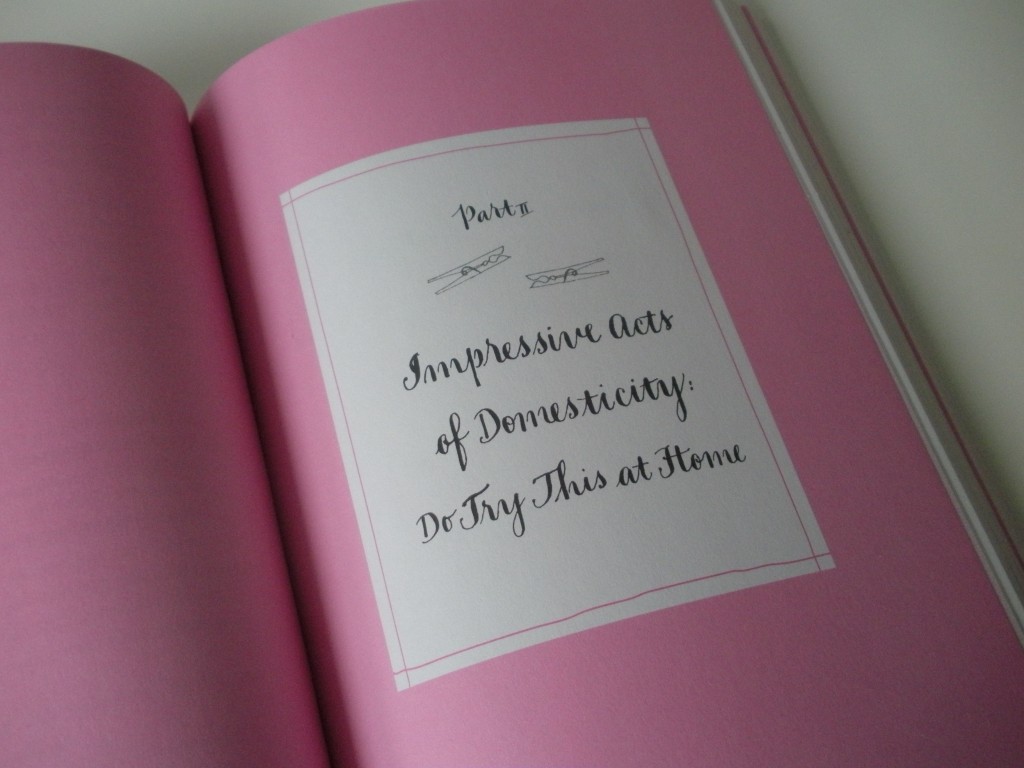 Part II
Impressive Acts
of Domesticity:
Do Try This at Home